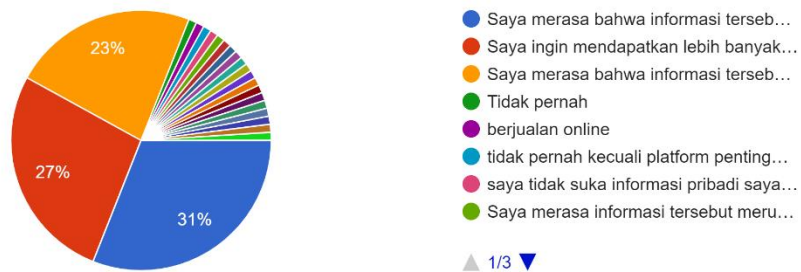 23%
27%
31%
Saya merasa bahwa informasi terseb...
Saya ingin mendapatkan lebih banyak...
Saya merasa bahwa informasi terseb...
Tidak pernah
berjualan online
tidak pernah kecuali platform penting...
saya tidak suka informasi pribadi saya...
Saya merasa informasi tersebut meru...
1/3